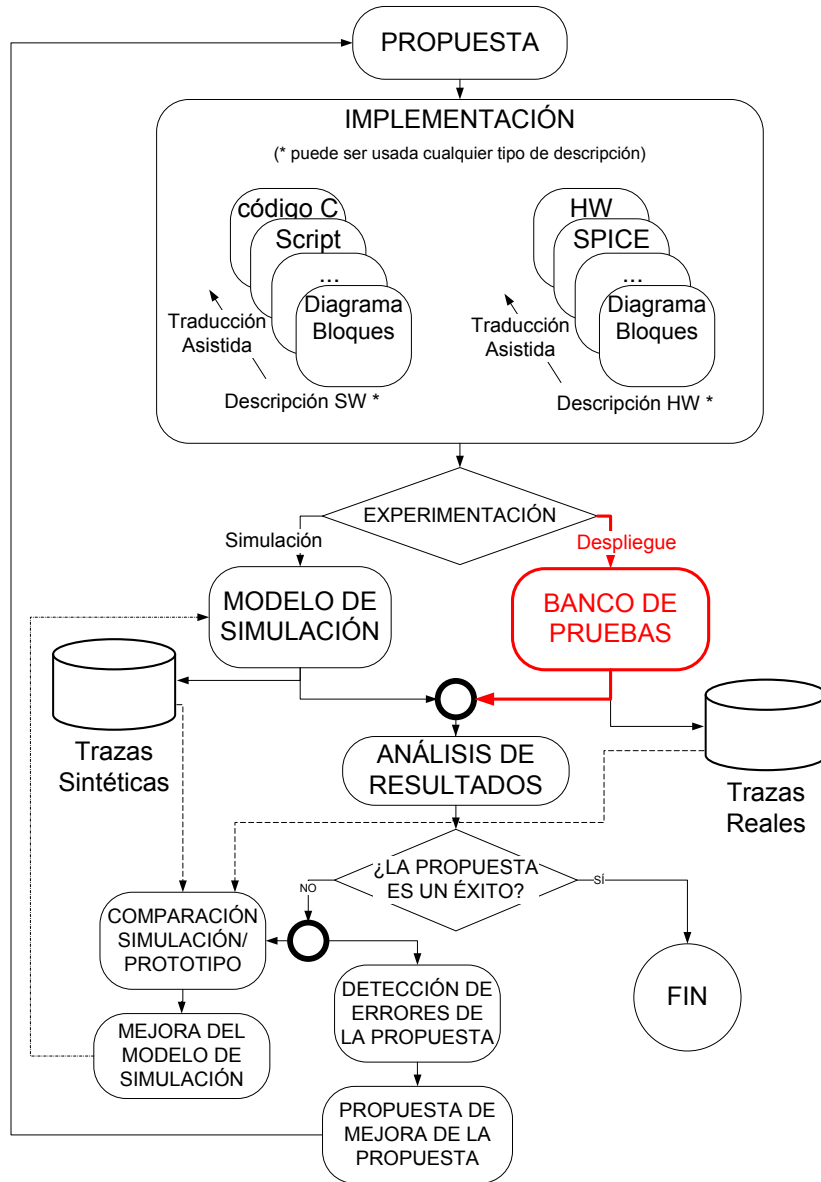 PROPUESTA
IMPLEMENTACIÓN
(* puede ser usada cualquier tipo de descripción)
código C
Script
...
Diagrama
Bloques
Traducción
Asistida
Descripción SW *
HW
SPICE
...
Diagrama
Bloques
Traducción
Asistida
Descripción HW *
EXPERIMENTACIÓN
Simulación
Despliegue
MODELO DE
SIMULACIÓN
BANCO DE
PRUEBAS
Trazas
Sintéticas
ANÁLISIS DE
RESULTADOS
Trazas
Reales
¿LA PROPUESTA
ES UN ÉXITO?
NO
SÍ
COMPARACIÓN
SIMULACIÓN/
PROTOTIPO
DETECCIÓN DE
ERRORES DE
LA PROPUESTA
FIN
MEJORA DEL
MODELO DE
SIMULACIÓN
PROPUESTA DE
MEJORA DE LA
PROPUESTA